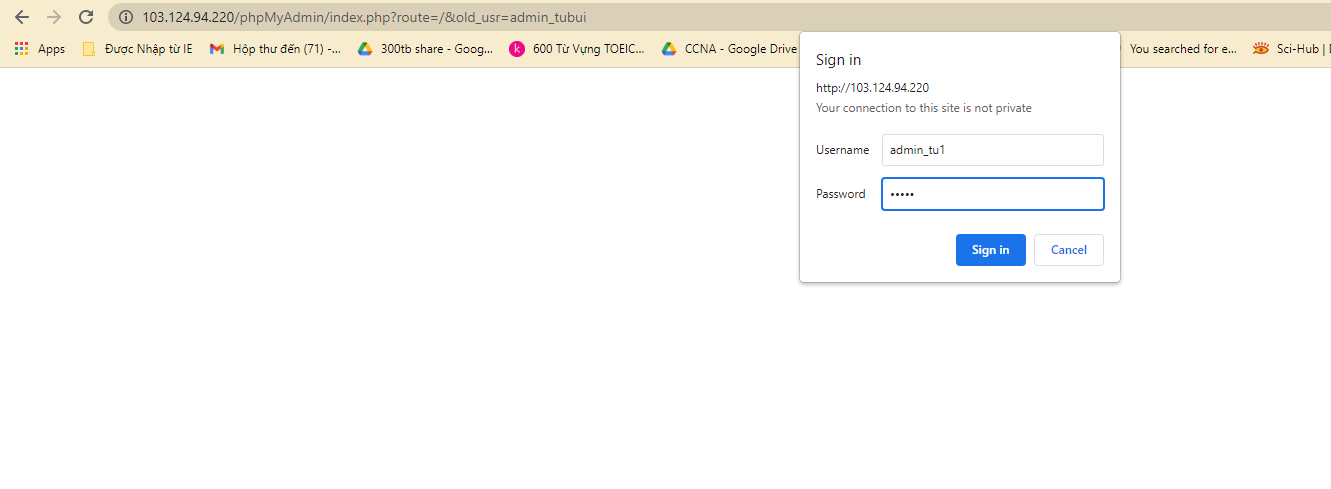 103.124.94.220/phpMyAdmin/index.php?route=/&old_usr=admin_tubui
Apps Được Nhập từ IE Hộp thư đến (71) -... 300tb share - Goog... k 600 Từ Vựng TOEIC... CCNA - Google Drive You searched for e... Sci-Hub |
Sign in
http://103.124.94.220
Your connection to this site is not private
Username admin_tu1
Password •••••
Sign in Cancel